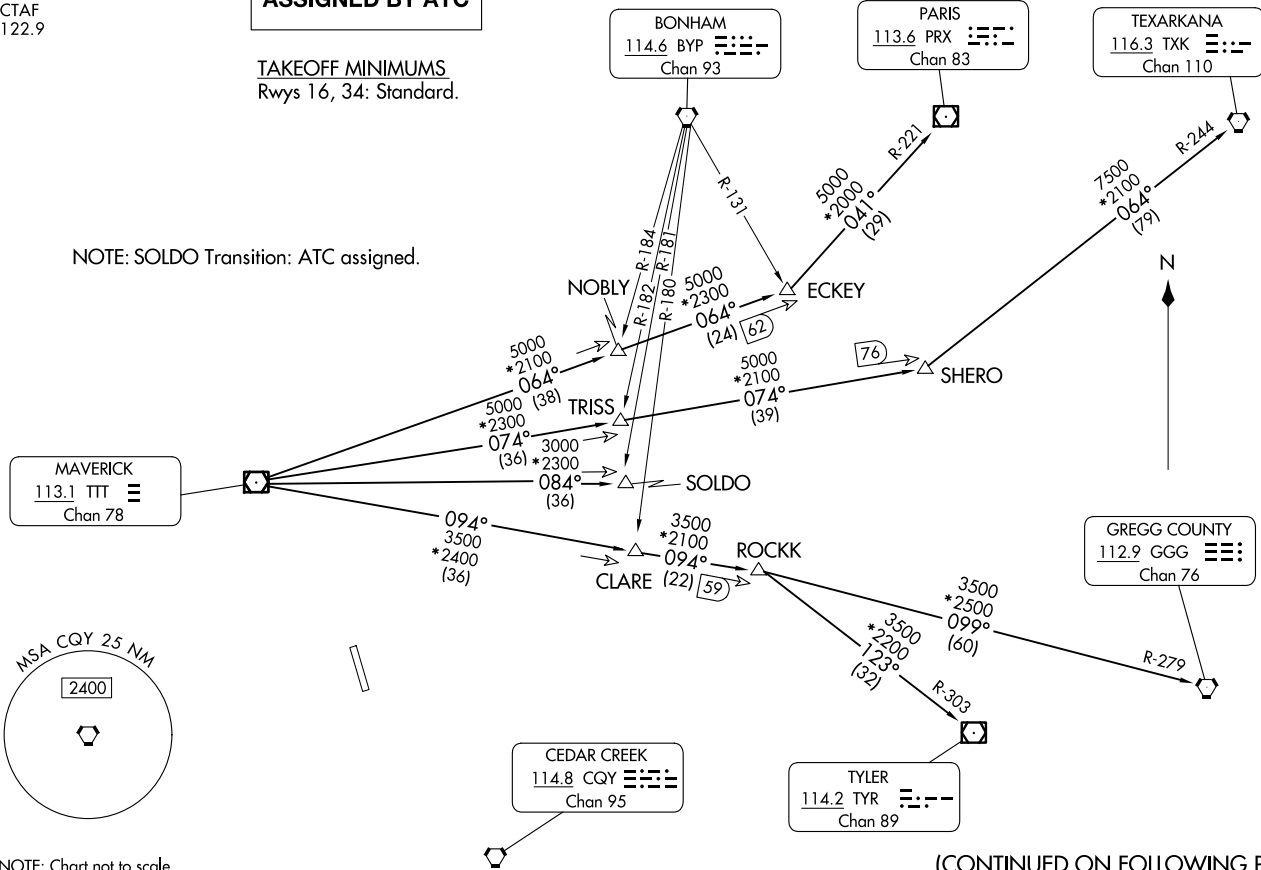 CTAF
122.9
ASSIGNED BY ATC
TAKEOFF MINIMUMS
Rwys 16, 34: Standard.
BONHAM
114.6 BYP
Chan 93
PARIS
113.6 PRX
Chan 83
TEXARKANA
116.3 TXK
Chan 110
NOTE: SOLDO Transition: ATC assigned.
R-221
R-244
R-131
R-184
R-181
R-182
R-180
5000
*2000
041°
(29)
7500
*2100
064°
(79)
N
NOBLY
5000
*2300
064°
(24)
62
ECKEY
5000
*2100
064°
(38)
76
SHERO
5000
*2100
074°
(39)
TRISS
5000
*2300
074°
(36)
3000
*2300
084°
(36)
SOLDO
MAVERICK
113.1 TTT
Chan 78
094°
3500
*2400
(36)
CLARE
3500
*2100
094°
(22)
59
ROCKK
GREGG COUNTY
112.9 GGG
Chan 76
3500
*2500
099°
(60)
R-279
3500
*2200
123°
(32)
R-303
MSA CQY 25 NM
2400
CEDAR CREEK
114.8 CQY
Chan 95
TYLER
114.2 TYR
Chan 89
NOTE: Chart not to scale
(CONTINUED ON FOLLOWING P